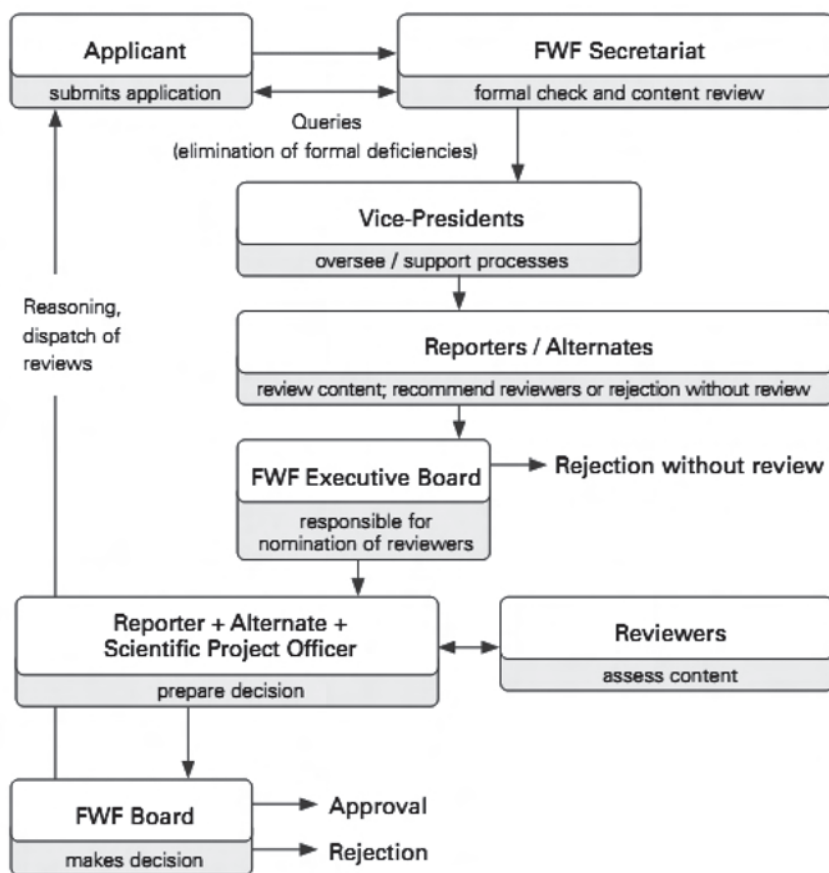 Applicant
submits application
FWF Secretariat
formal check and content review
Queries
(elimination of formal deficiencies)
Vice-Presidents
oversee / support processes
Reasoning,
dispatch of
reviews
Reporters / Alternates
review content; recommend reviewers or rejection without review
FWF Executive Board
responsible for
nomination of reviewers
Rejection without review
Reporter + Alternate +
Scientific Project Officer
prepare decision
Reviewers
assess content
FWF Board
makes decision
Approval
Rejection